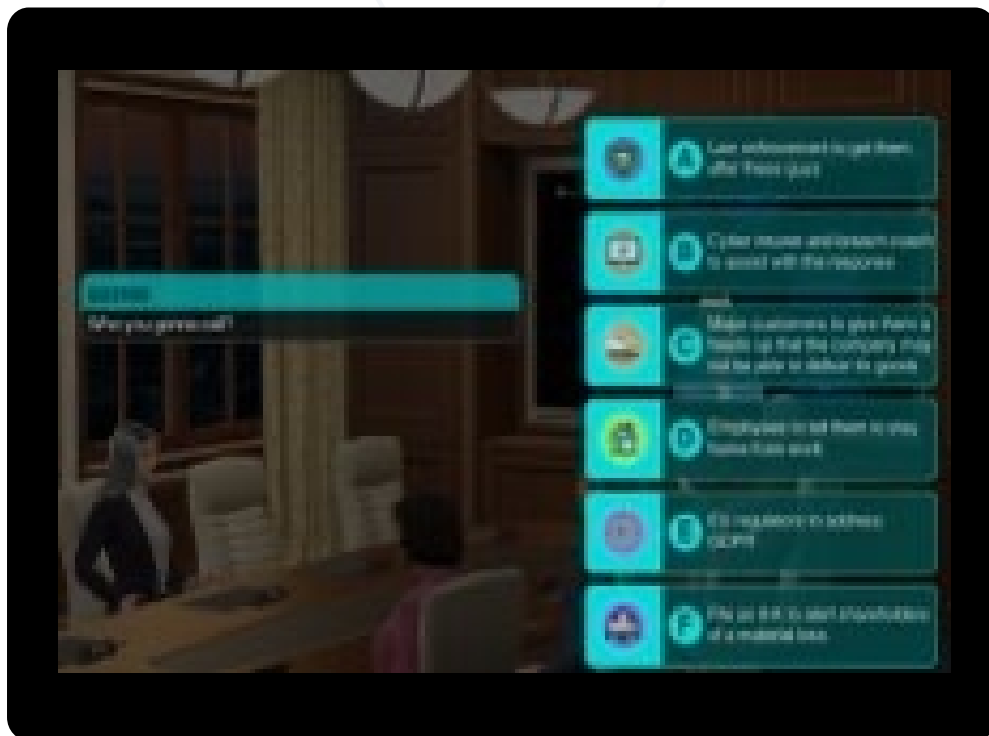 Who you gonna call?
A
Law enforcement to get them
after these guys
B
Cyber insurer and breach coach
to assist with the response
C
Major customers to give them a
heads up that the company may
not be able to deliver its goods
D
Employees to tell them to stay
home from work
E
EU regulators to address
GDPR
F
File an 8-K to alert shareholders
of a material loss